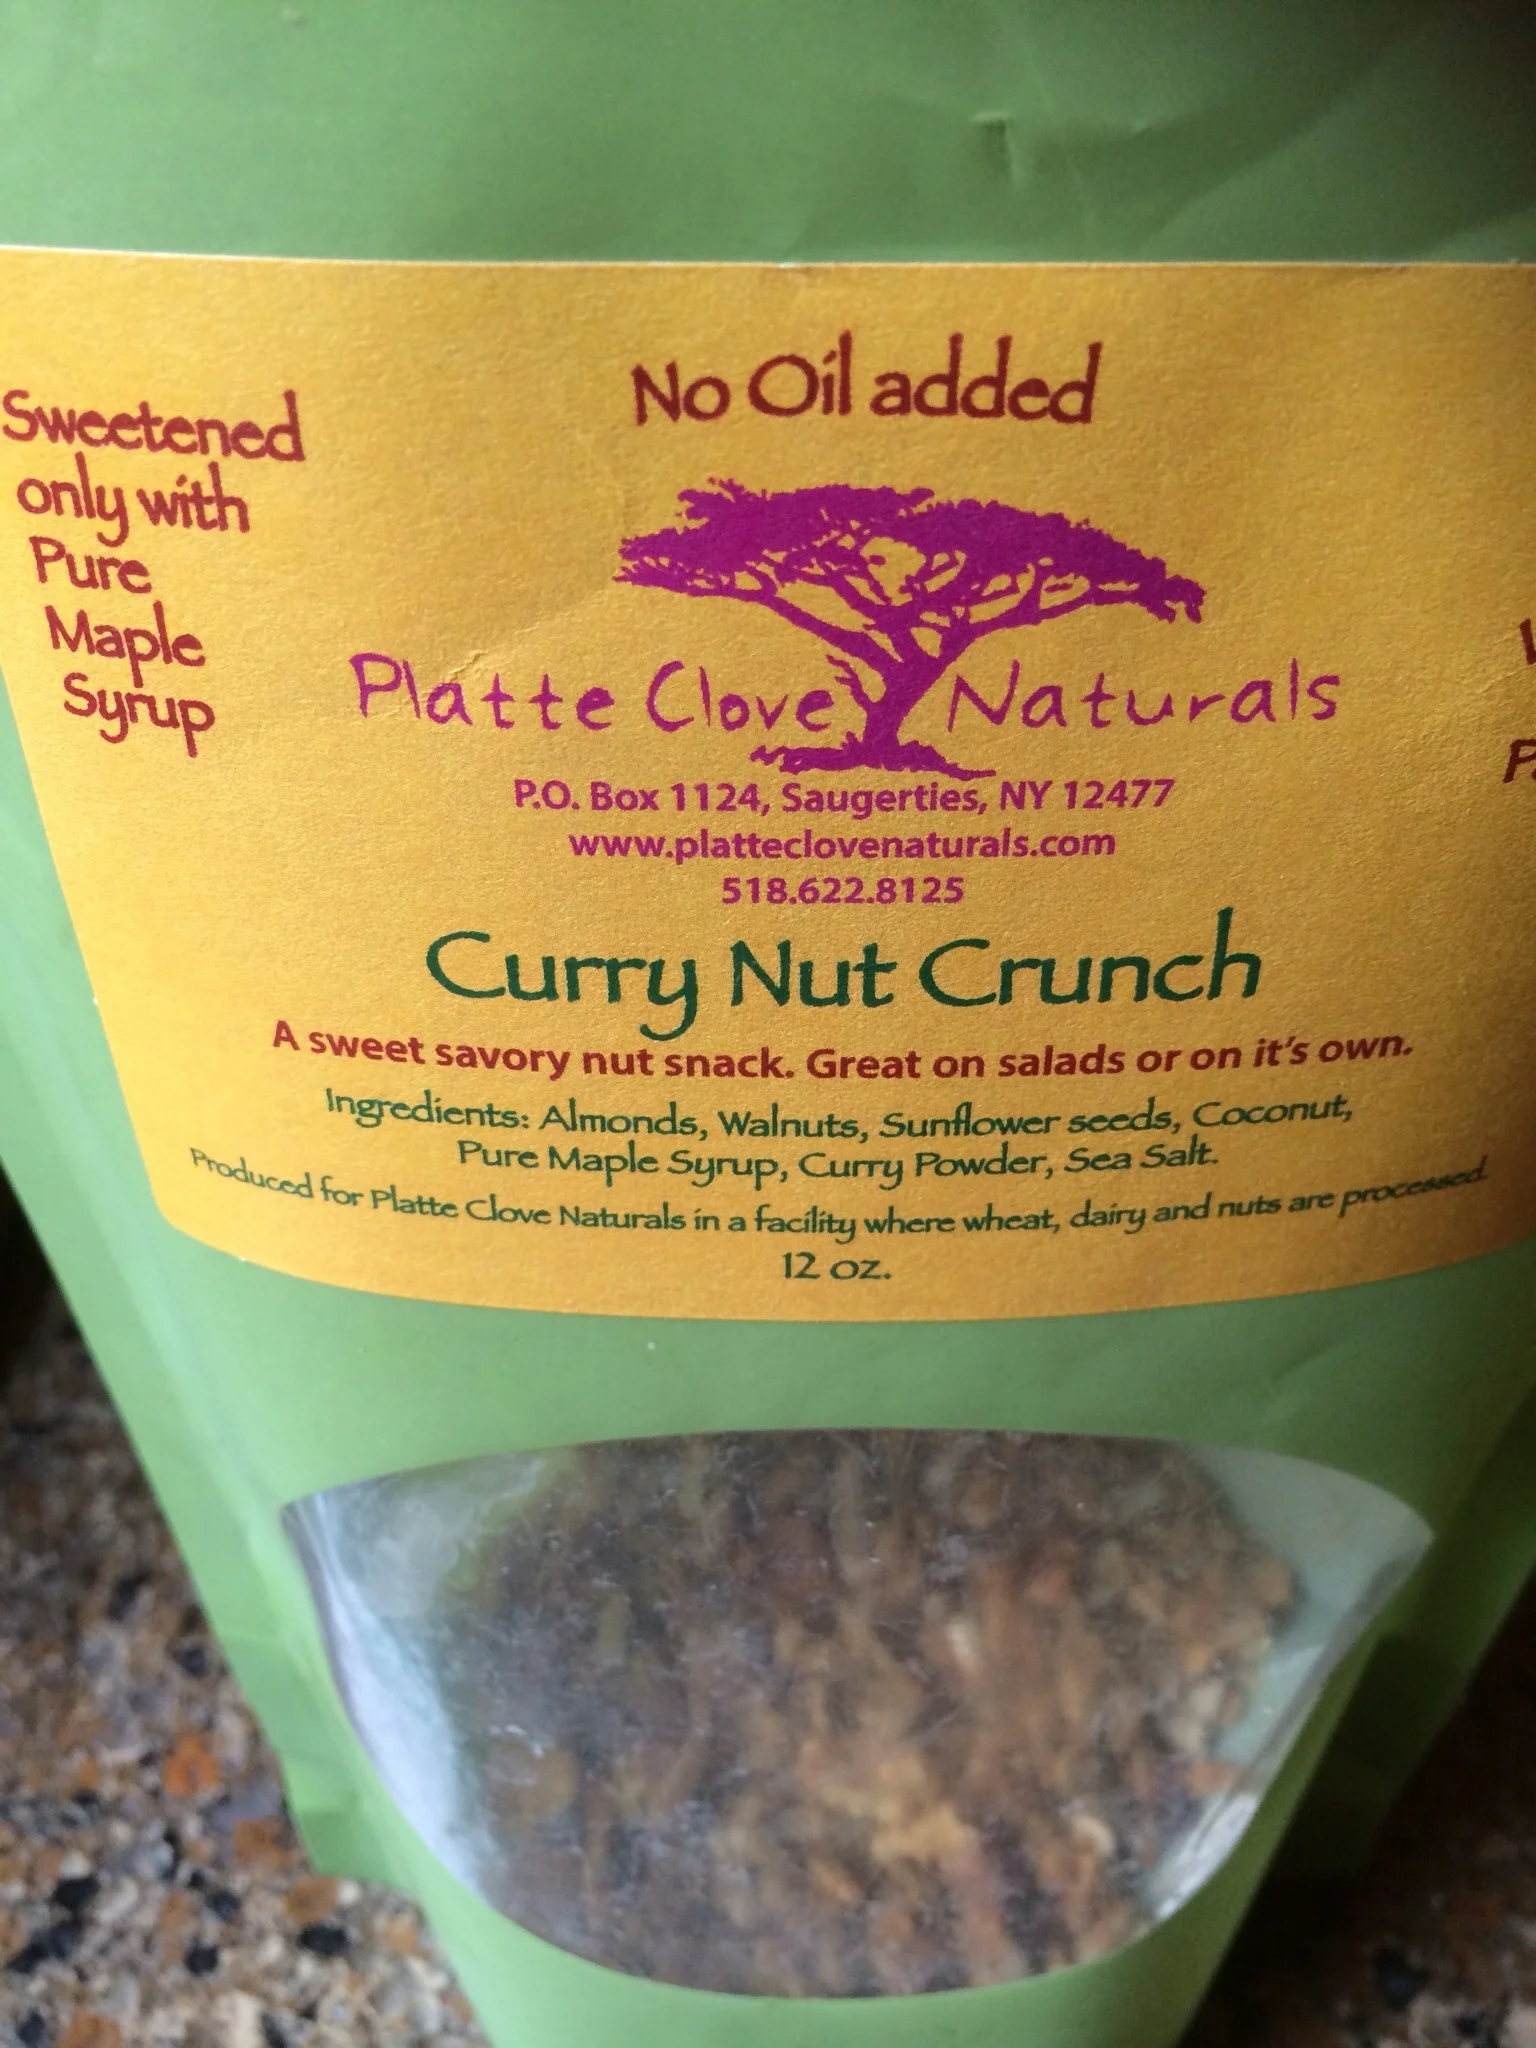 No Oil added
Sweetened
only with
Pure
Maple
Syrup
Platte Clove Naturals
P.O. Box 1124, Saugerties, NY 12477
www.platteclovenaturals.com
518.622.8125
Curry Nut Crunch
A sweet savory nut snack. Great on salads or on it's own.
Ingredients: Almonds, Walnuts, Sunflower seeds, Coconut,
Pure Maple Syrup, Curry Powder, Sea Salt.
Produced for Platte Clove Naturals in a facility where wheat, dairy and nuts are processed.
12 oz.